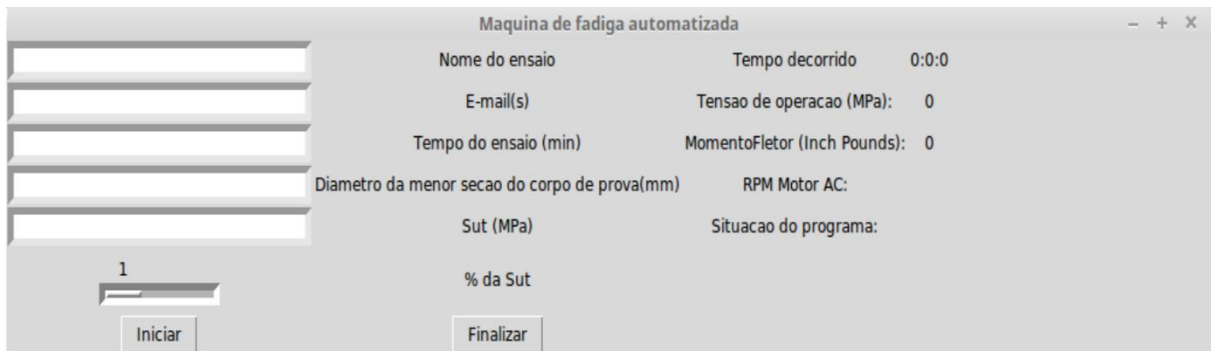 Maquina de fadiga automatizada
Nome do ensaio Tempo decorrido 0:0:0
E-mail(s) Tensao de operacao (MPa): 0
Tempo do ensaio (min) MomentoFletor (Inch Pounds): 0
Diametro da menor secao do corpo de prova(mm) RPM Motor AC:
Sut (MPa) Situacao do programa:
1
% da Sut
Iniciar Finalizar